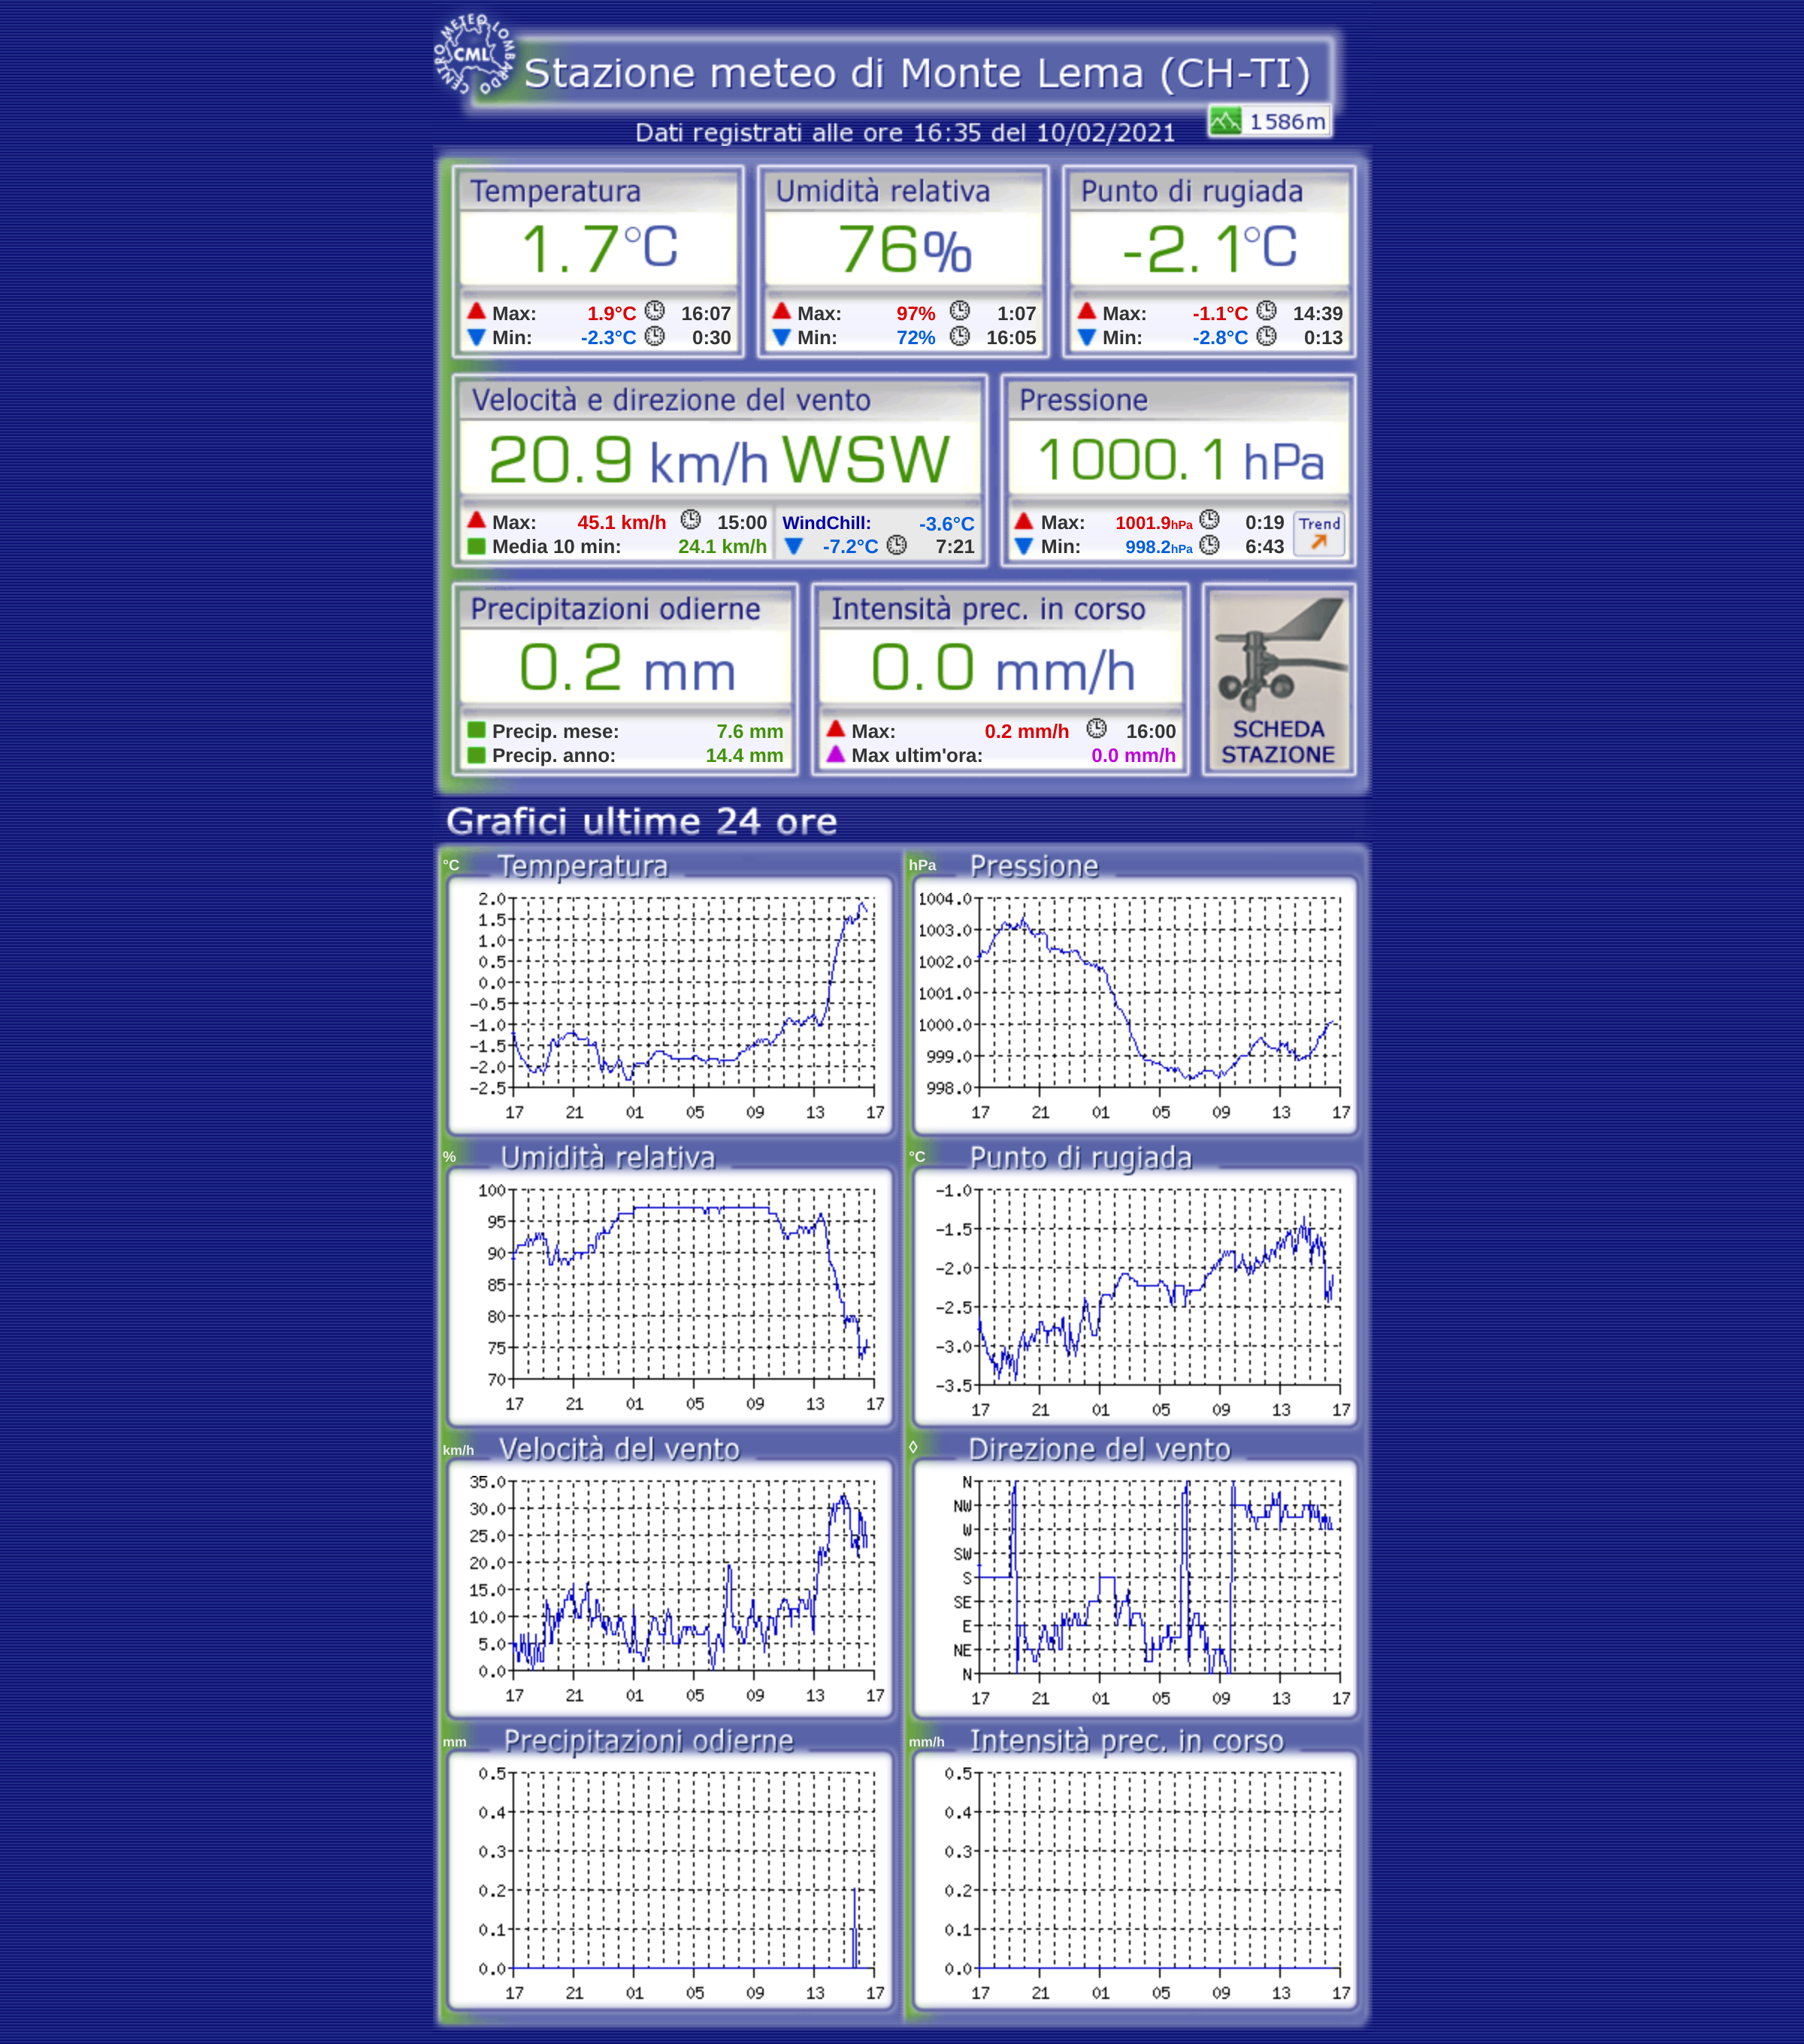 CENTRO METEO LOMBARDO
CML
Stazione meteo di Monte Lema (CH-TI)
1586m
Dati registrati alle ore 16:35 del 10/02/2021
Temperatura
1.7°C
Max: 1.9°C 16:07
Min: -2.3°C 0:30
Umidità relativa
76%
Max: 97% 1:07
Min: 72% 16:05
Punto di rugiada
-2.1°C
Max: -1.1°C 14:39
Min: -2.8°C 0:13
Velocità e direzione del vento
20.9 km/h WSW
Max: 45.1 km/h 15:00
Media 10 min: 24.1 km/h
WindChill: -3.6°C
-7.2°C 7:21
Pressione
1000.1 hPa
Max: 1001.9hPa 0:19
Min: 998.2hPa 6:43
Trend
Precipitazioni odierne
0.2 mm
Precip. mese: 7.6 mm
Precip. anno: 14.4 mm
Intensità prec. in corso
0.0 mm/h
Max: 0.2 mm/h 16:00
Max ultim'ora: 0.0 mm/h
SCHEDA
STAZIONE
Grafici ultime 24 ore
°C Temperatura
2.0
1.5
1.0
0.5
0.0
-0.5
-1.0
-1.5
-2.0
-2.5
17 21 01 05 09 13 17
hPa Pressione
1004.0
1003.0
1002.0
1001.0
1000.0
999.0
998.0
17 21 01 05 09 13 17
% Umidità relativa
100
95
90
85
80
75
70
17 21 01 05 09 13 17
°C Punto di rugiada
-1.0
-1.5
-2.0
-2.5
-3.0
-3.5
17 21 01 05 09 13 17
km/h Velocità del vento
35.0
30.0
25.0
20.0
15.0
10.0
5.0
0.0
17 21 01 05 09 13 17
◊ Direzione del vento
N
NW
W
SW
S
SE
E
NE
N
17 21 01 05 09 13 17
mm Precipitazioni odierne
0.5
0.4
0.3
0.2
0.1
0.0
17 21 01 05 09 13 17
mm/h Intensità prec. in corso
0.5
0.4
0.3
0.2
0.1
0.0
17 21 01 05 09 13 17